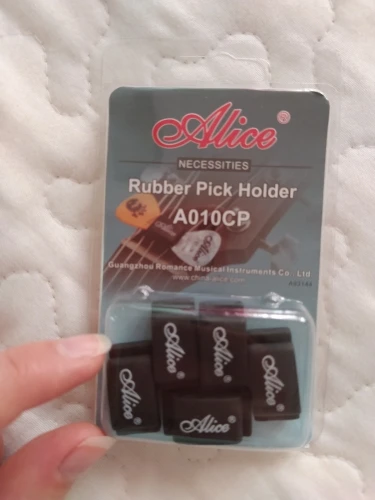 Alice®
NECESSITIES
Rubber Pick Holder
A010CP
Guangzhou Romance Musical Instruments Co., Ltd
Alice®
Alice®
Alice®
Alice®
Alice®